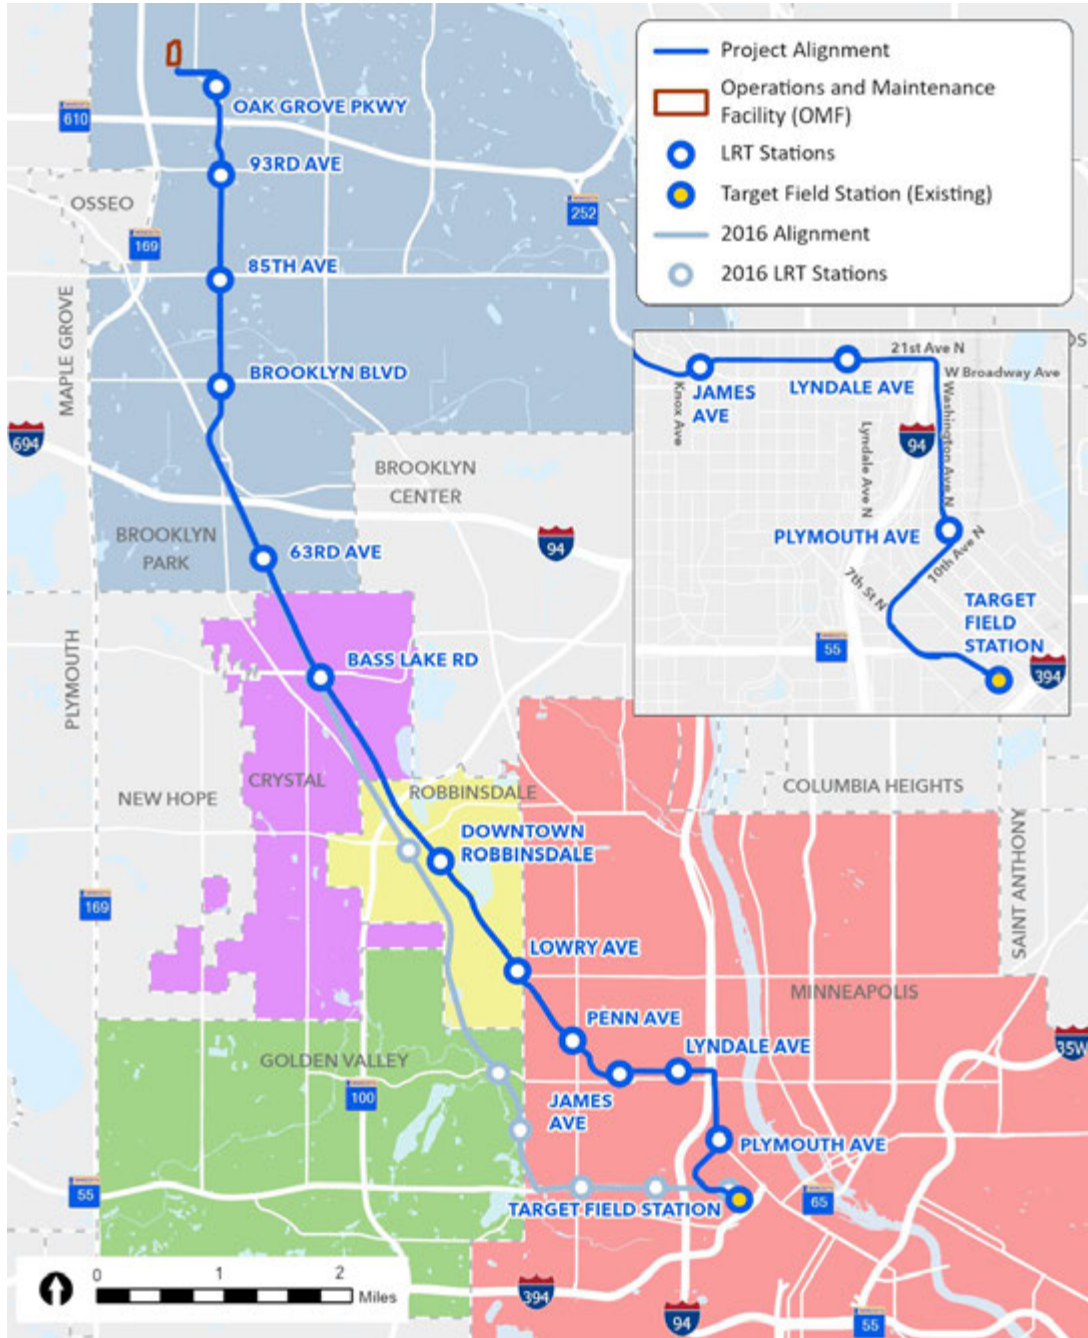 Project Alignment
Operations and Maintenance
Facility (OMF)
LRT Stations
Target Field Station (Existing)
2016 Alignment
2016 LRT Stations
OAK GROVE PKWY
610
93RD AVE
OSSEO
252
169
85TH AVE
MAPLE GROVE
BROOKLYN BLVD
694
BROOKLYN
CENTER
BROOKLYN
PARK
94
63RD AVE
21st Ave N
W Broadway Ave
JAMES
AVE
LYNDALE AVE
Knox Ave
Lyndale Ave N
94
Washington Ave N
PLYMOUTH AVE
10th Ave N
7th St N
TARGET
FIELD
STATION
55
394
PLYMOUTH
BASS LAKE RD
CRYSTAL
NEW HOPE
ROBBINSDALE
COLUMBIA HEIGHTS
DOWNTOWN
ROBBINSDALE
SAINT ANTHONY
169
LOWRY AVE
MINNEAPOLIS
PENN AVE
LYNDALE AVE
35W
GOLDEN VALLEY
100
JAMES
AVE
PLYMOUTH AVE
55
TARGET FIELD STATION
65
0 1 2
Miles
394
94
55